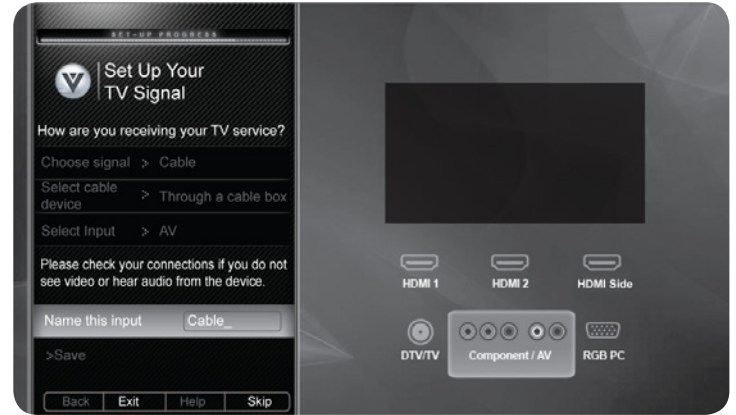 SET-UP PROGRESS
V
Set Up Your
TV Signal
How are you receiving your TV service?
Choose signal > Cable
Select cable
device > Through a cable box
Select Input > AV
Please check your connections if you do not
see video or hear audio from the device.
Name this input Cable_
>Save
Back Exit Help Skip
HDMI 1 HDMI 2 HDMI Side
DTV/TV Component / AV RGB PC